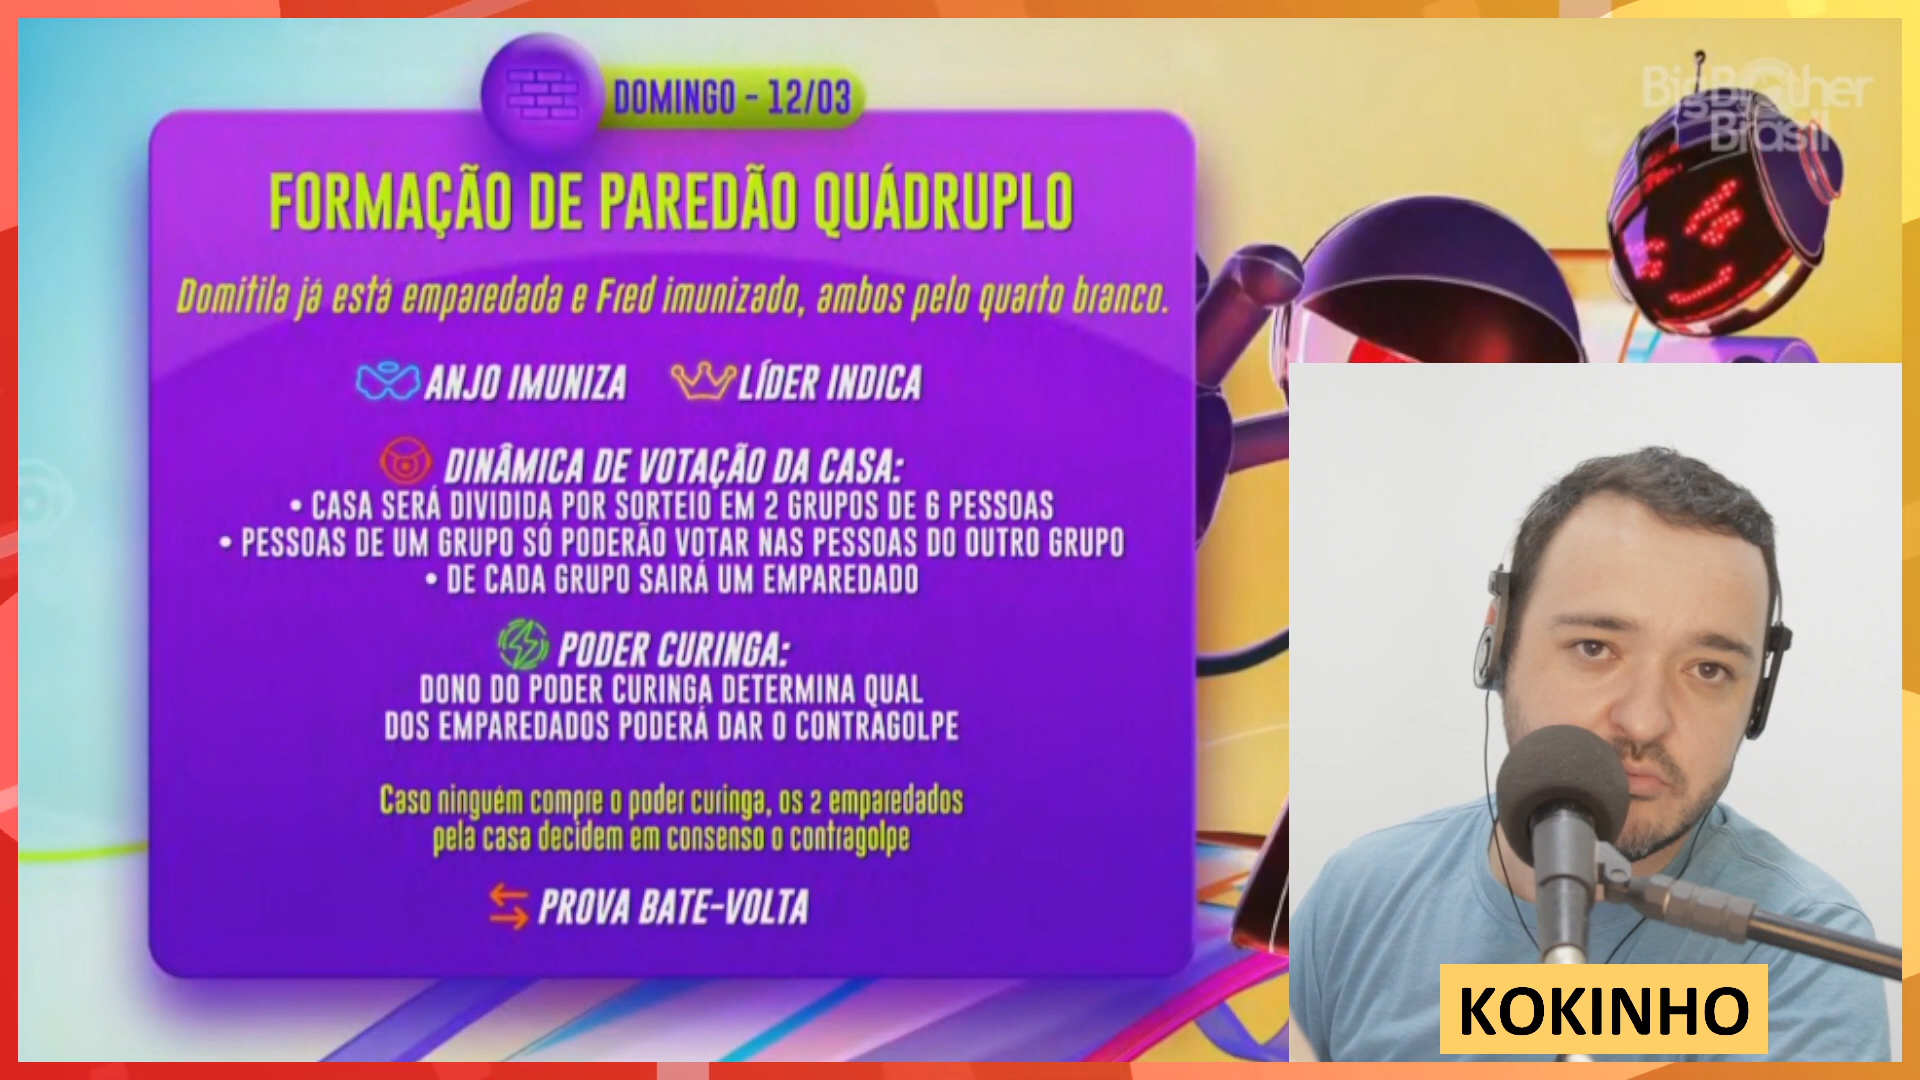 DOMINGO - 12/03
BigBrother
Brasil
FORMAÇÃO DE PAREDÃO QUÁDRUPLO
Domitila já está emparedada e Fred imunizado, ambos pelo quarto branco.
ANJO IMUNIZA LÍDER INDICA
DINÂMICA DE VOTAÇÃO DA CASA:
• CASA SERÁ DIVIDIDA POR SORTEIO EM 2 GRUPOS DE 6 PESSOAS
• PESSOAS DE UM GRUPO SÓ PODERÃO VOTAR NAS PESSOAS DO OUTRO GRUPO
• DE CADA GRUPO SAIRÁ UM EMPAREDADO
PODER CURINGA:
DONO DO PODER CURINGA DETERMINA QUAL
DOS EMPAREDADOS PODERÁ DAR O CONTRAGOLPE
Caso ninguém compre o poder curinga, os 2 emparedados
pela casa decidem em consenso o contragolpe
PROVA BATE-VOLTA
KOKINHO